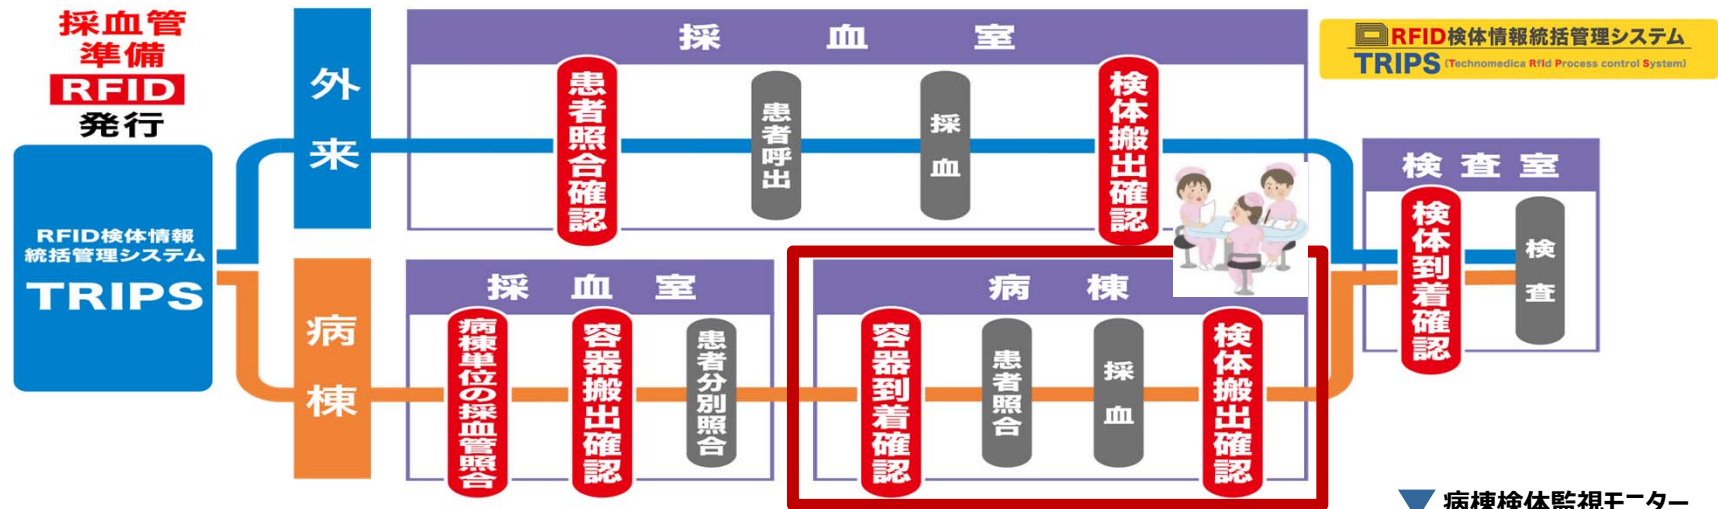 採血管
準備
RFID
発行
RFID検体情報
統括管理システム
TRIPS
外来
採血室
患者照合確認
患者呼出
採血
検体搬出確認
RFID検体情報統括管理システム
TRIPS (Technomedica RfId Process control System)
検査室
検体到着確認
検査
病棟
採血室
病棟単位の採血管照合
容器搬出確認
患者分別照合
病棟
容器到着確認
患者照合
採血
検体搬出確認
病棟検体監視モニター